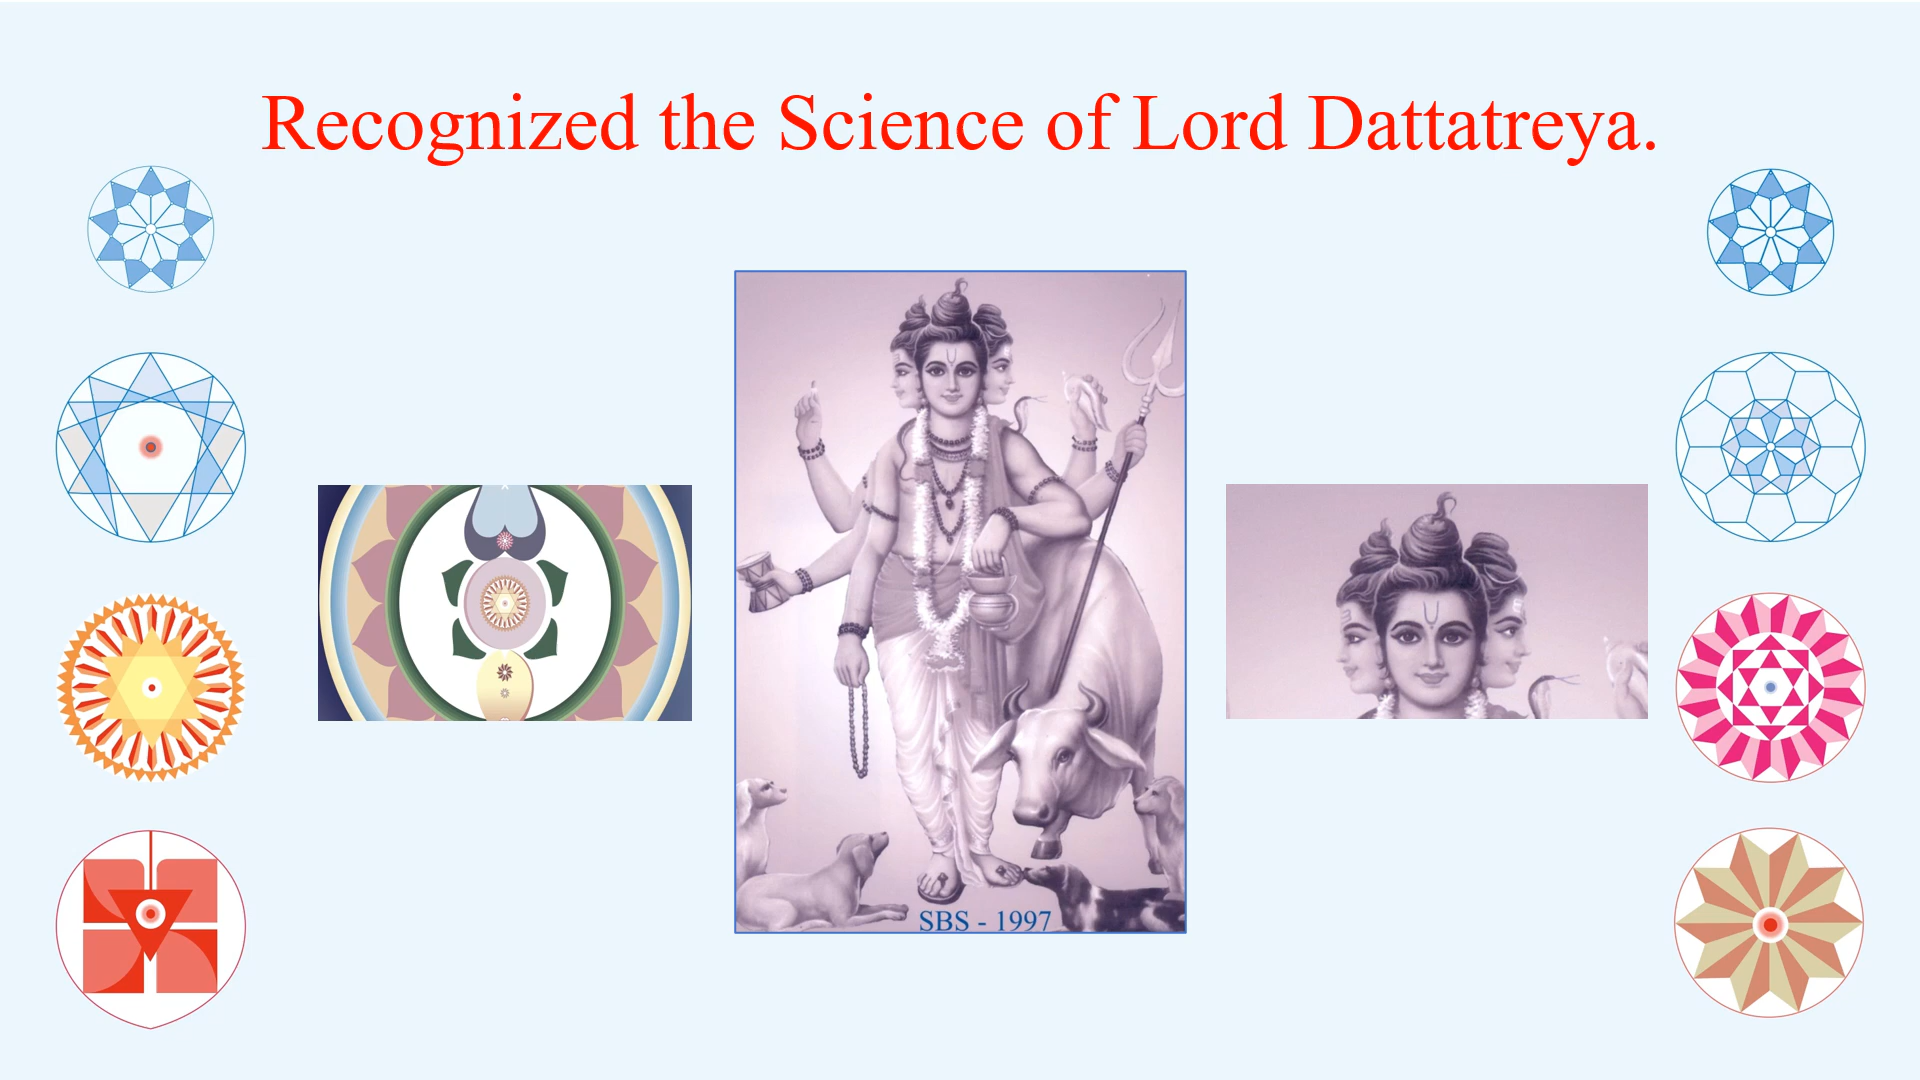 Recognized the Science of Lord Dattatreya.
SBS - 1997